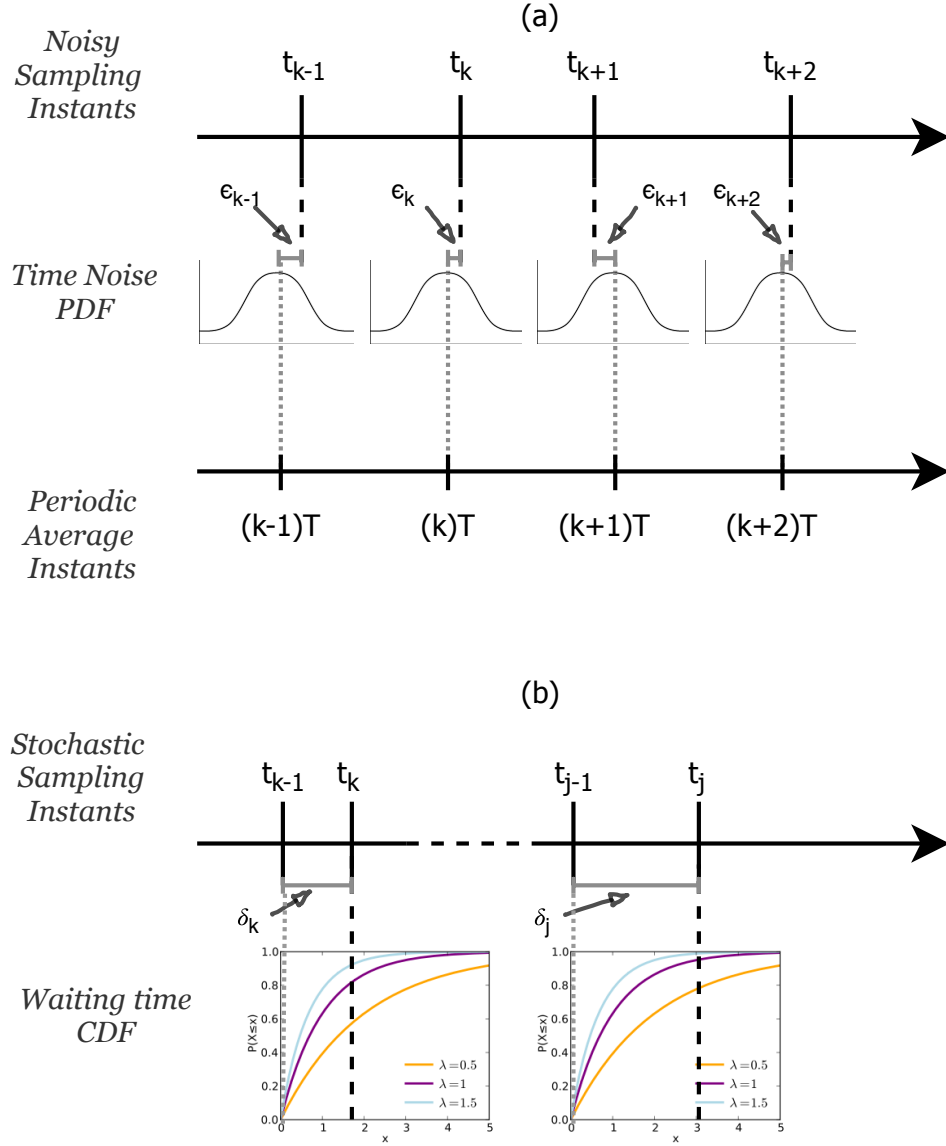 (a)
Noisy
Sampling
Instants
t_{k-1} t_k t_{k+1} t_{k+2}
ϵ_{k-1} ϵ_k ϵ_{k+1} ϵ_{k+2}
Time Noise
PDF
Periodic
Average
Instants
(k-1)T (k)T (k+1)T (k+2)T
(b)
Stochastic
Sampling
Instants
t_{k-1} t_k t_{j-1} t_j
δ_k δ_j
Waiting time
CDF
P(X≤x)
1.0
0.8
0.6
0.4
0.2
0.0
λ=0.5
λ=1
λ=1.5
0 1 2 3 4 5
x
P(X≤x)
1.0
0.8
0.6
0.4
0.2
0.0
λ=0.5
λ=1
λ=1.5
0 1 2 3 4 5
x